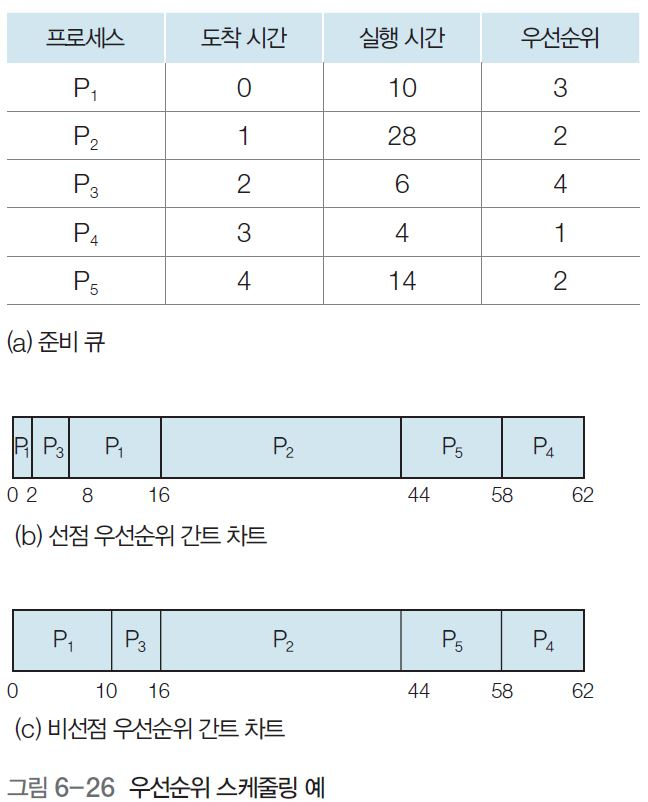 프로세스 도착 시간 실행 시간 우선순위
P₁ 0 10 3
P₂ 1 28 2
P₃ 2 6 4
P₄ 3 4 1
P₅ 4 14 2
(a) 준비 큐
P₁ P₃ P₁ P₂ P₅ P₄
0 2 8 16 44 58 62
(b) 선점 우선순위 간트 차트
P₁ P₃ P₂ P₅ P₄
0 10 16 44 58 62
(c) 비선점 우선순위 간트 차트
그림 6-26 우선순위 스케줄링 예